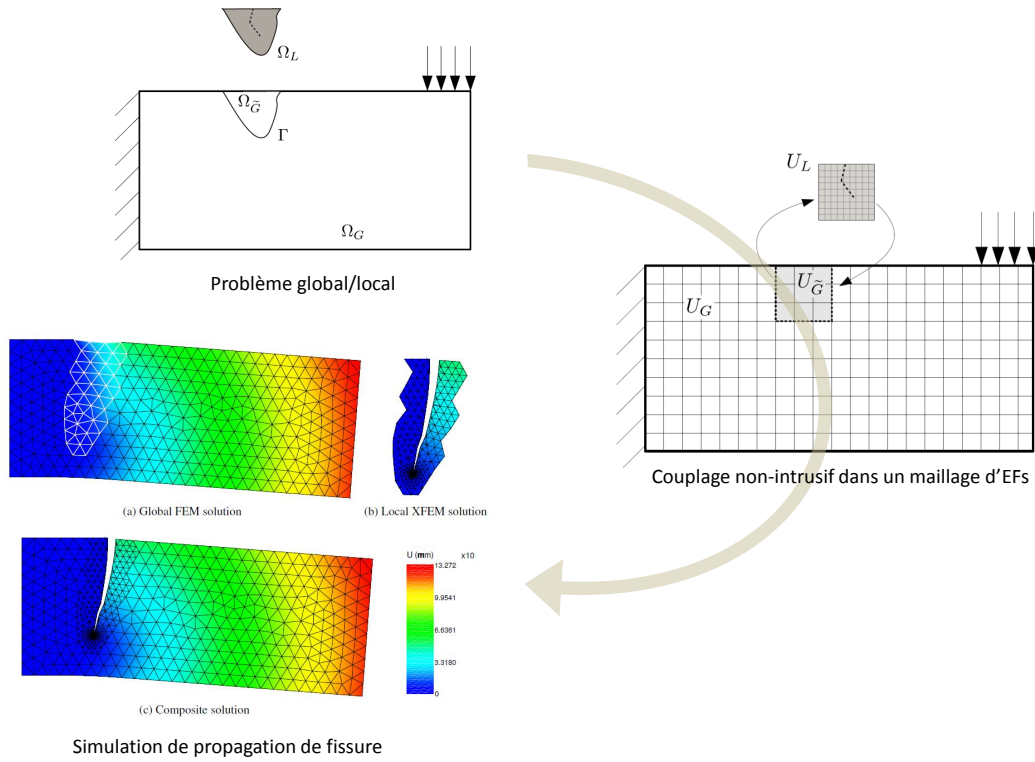 Ω_L
Ω_G̃
Γ
Ω_G
Problème global/local
U_L
U_G̃
U_G
Couplage non-intrusif dans un maillage d'EFs
(a) Global FEM solution
(b) Local XFEM solution
U (mm) x10
13.272
9.9541
6.6361
3.3180
0
(c) Composite solution
Simulation de propagation de fissure